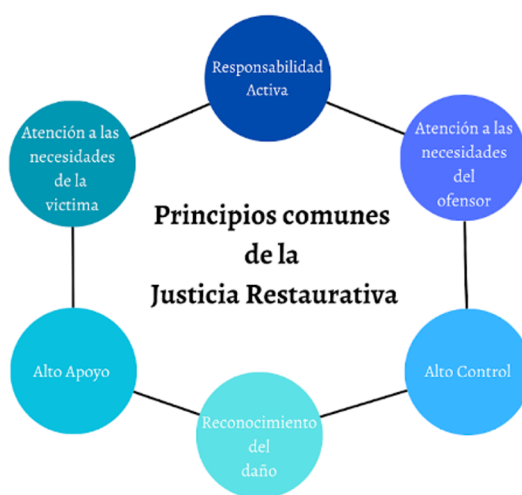 Responsabilidad
Activa
Atención a las
necesidades
de la
victima
Atención a las
necesidades
del
ofensor
Principios comunes
de la
Justicia Restaurativa
Alto Apoyo
Alto Control
Reconocimiento
del
daño